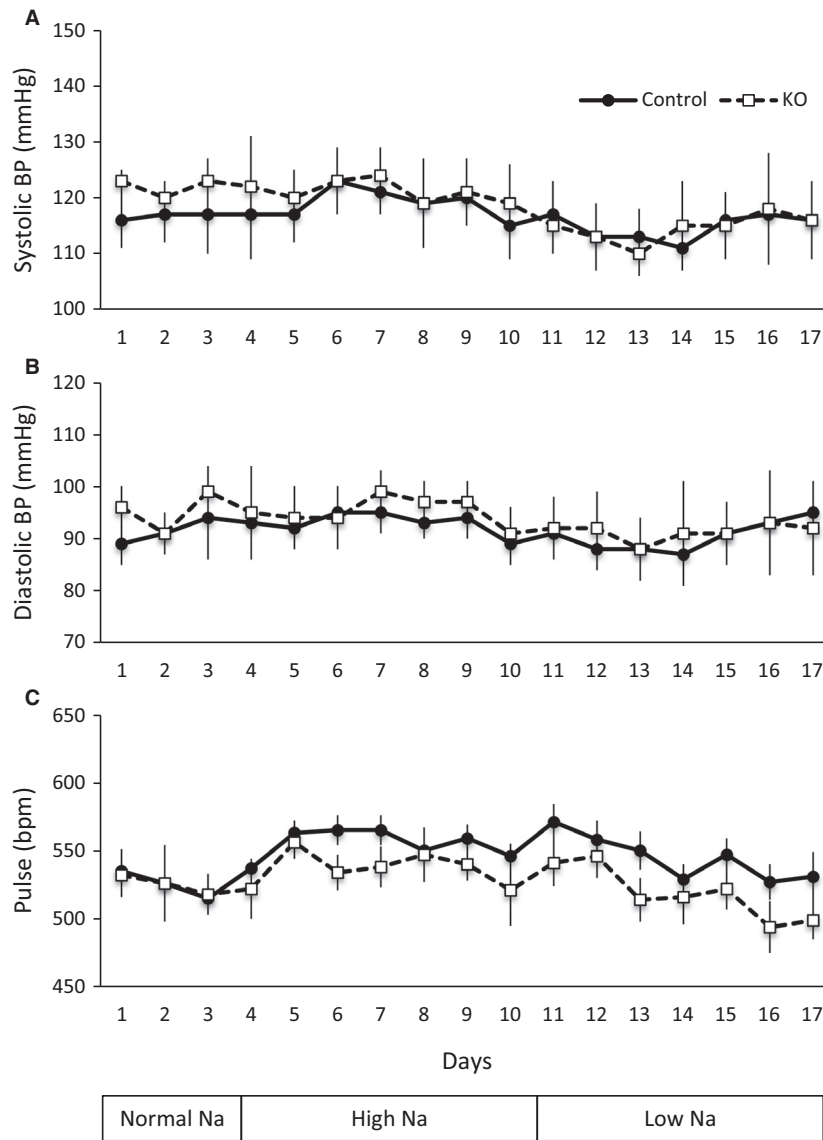 A
Systolic BP (mmHg)
150
140
130
120
110
100
Control KO
1 2 3 4 5 6 7 8 9 10 11 12 13 14 15 16 17
B
Diastolic BP (mmHg)
120
110
100
90
80
70
1 2 3 4 5 6 7 8 9 10 11 12 13 14 15 16 17
C
Pulse (bpm)
650
600
550
500
450
1 2 3 4 5 6 7 8 9 10 11 12 13 14 15 16 17
Days
Normal Na High Na Low Na